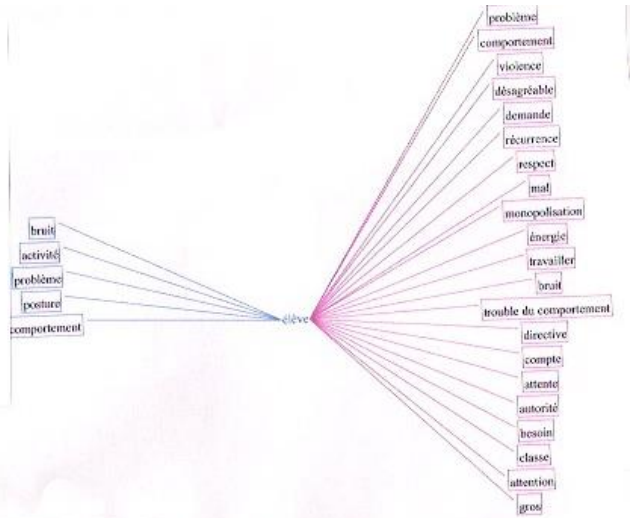 bruit
activité
problème
posture
comportement
élève
problème
comportement
violence
désagréable
demande
récurrence
respect
mal
monopolisation
énergie
travailler
bruit
trouble du comportement
directive
compte
attente
autorité
besoin
classe
attention
gros